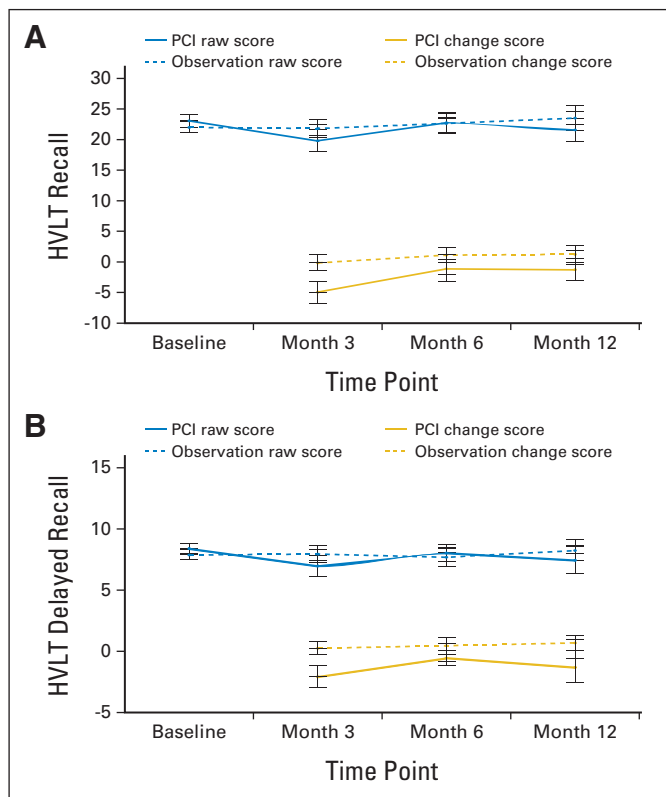 A
PCI raw score
PCI change score
Observation raw score
Observation change score
HVLT Recall
30
25
20
15
10
5
0
-5
-10
Baseline
Month 3
Month 6
Month 12
Time Point
B
PCI raw score
PCI change score
Observation raw score
Observation change score
HVLT Delayed Recall
15
10
5
0
-5
Baseline
Month 3
Month 6
Month 12
Time Point